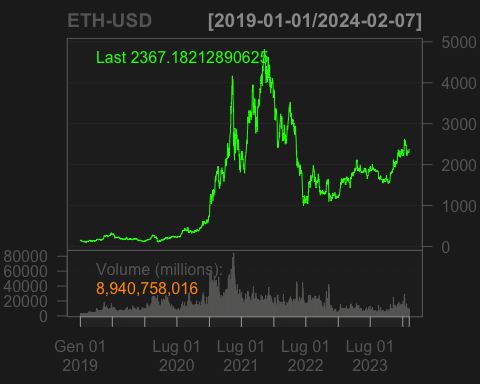 ETH-USD [2019-01-01/2024-02-07]
Last 2367.18212890625
5000
4000
3000
2000
1000
0
80000
60000
40000
20000
0
Volume (millions):
8,940,758,016
Gen 01 2019
Lug 01 2020
Lug 01 2021
Lug 01 2022
Lug 01 2023